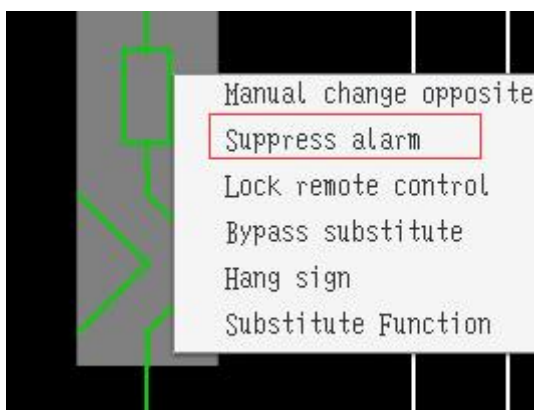 Manual change opposite
Suppress alarm
Lock remote control
Bypass substitute
Hang sign
Substitute Function